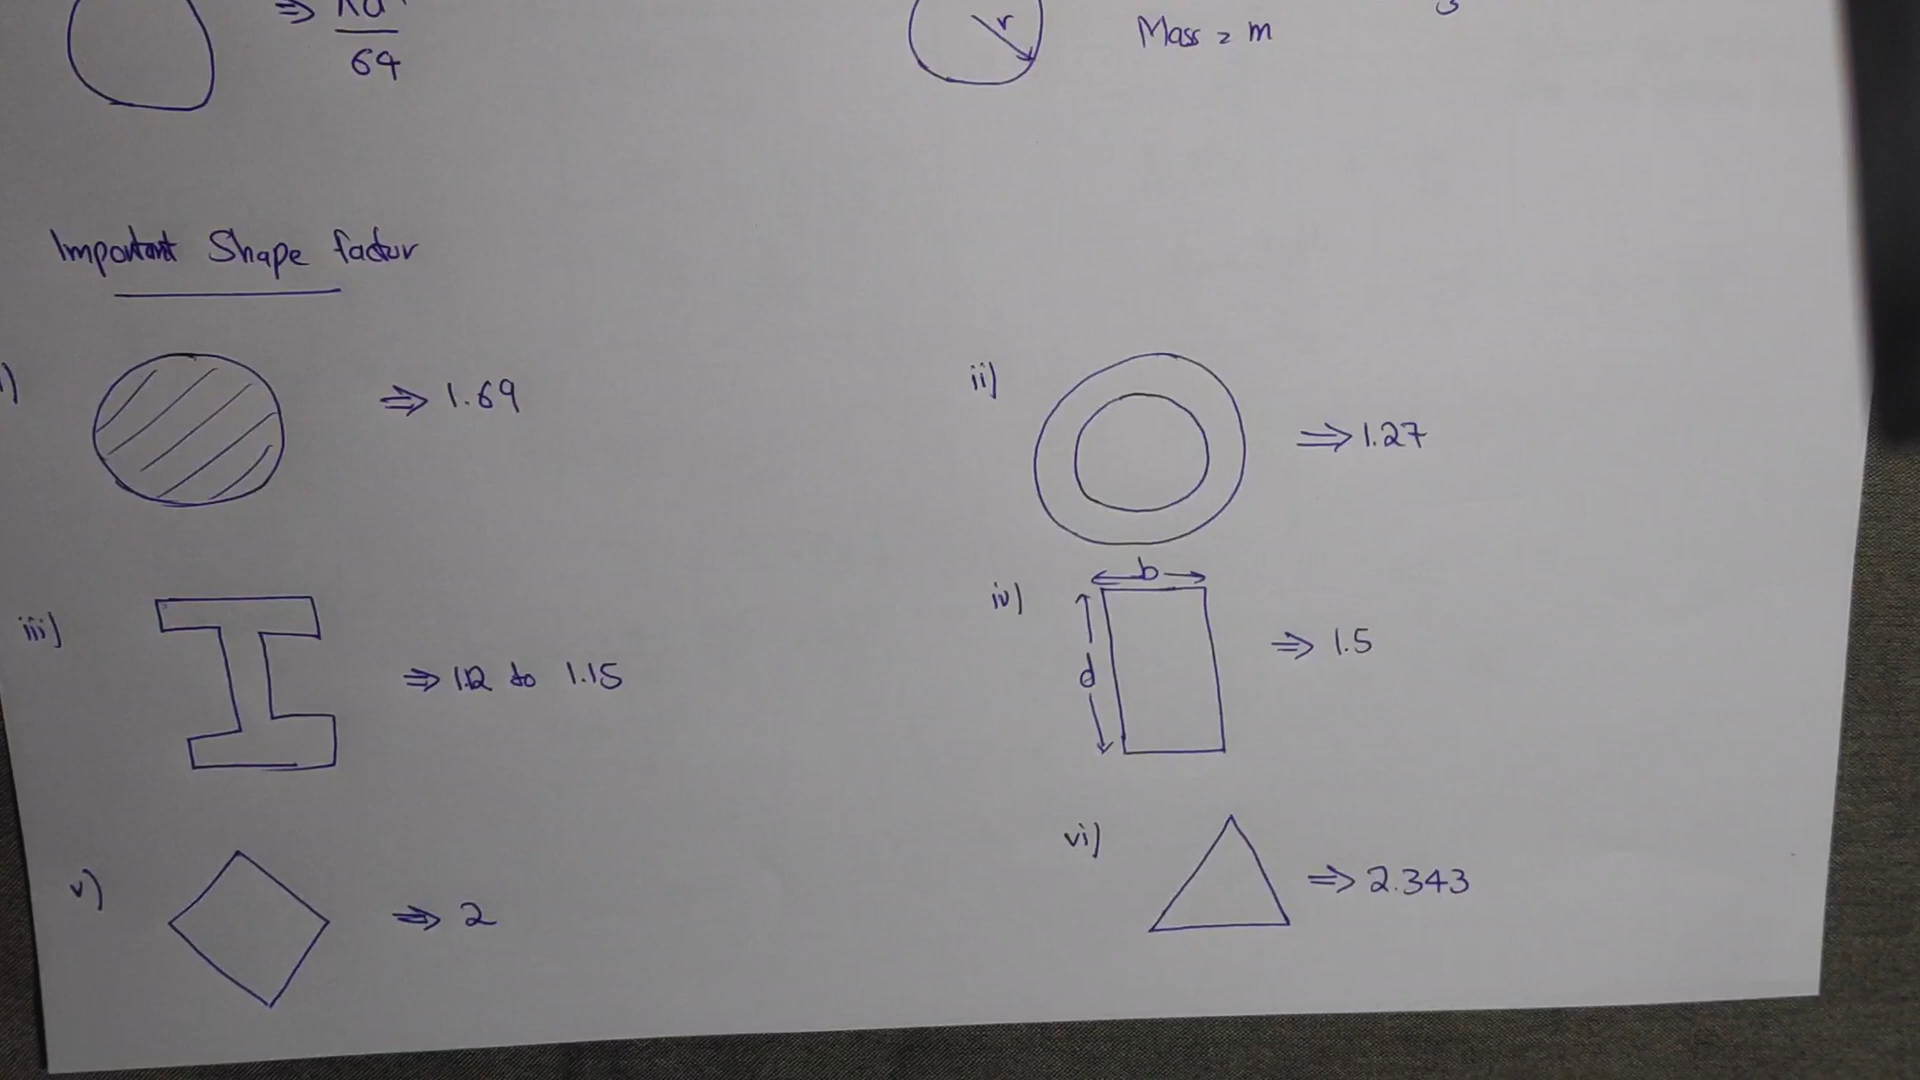 ⇒ πd⁴
64
r
Mass = m
Important Shape factor
i)
⇒ 1.69
ii)
⇒ 1.27
iii)
⇒ 1.12 to 1.15
iv)
b
d
⇒ 1.5
v)
⇒ 2
vi)
⇒ 2.343